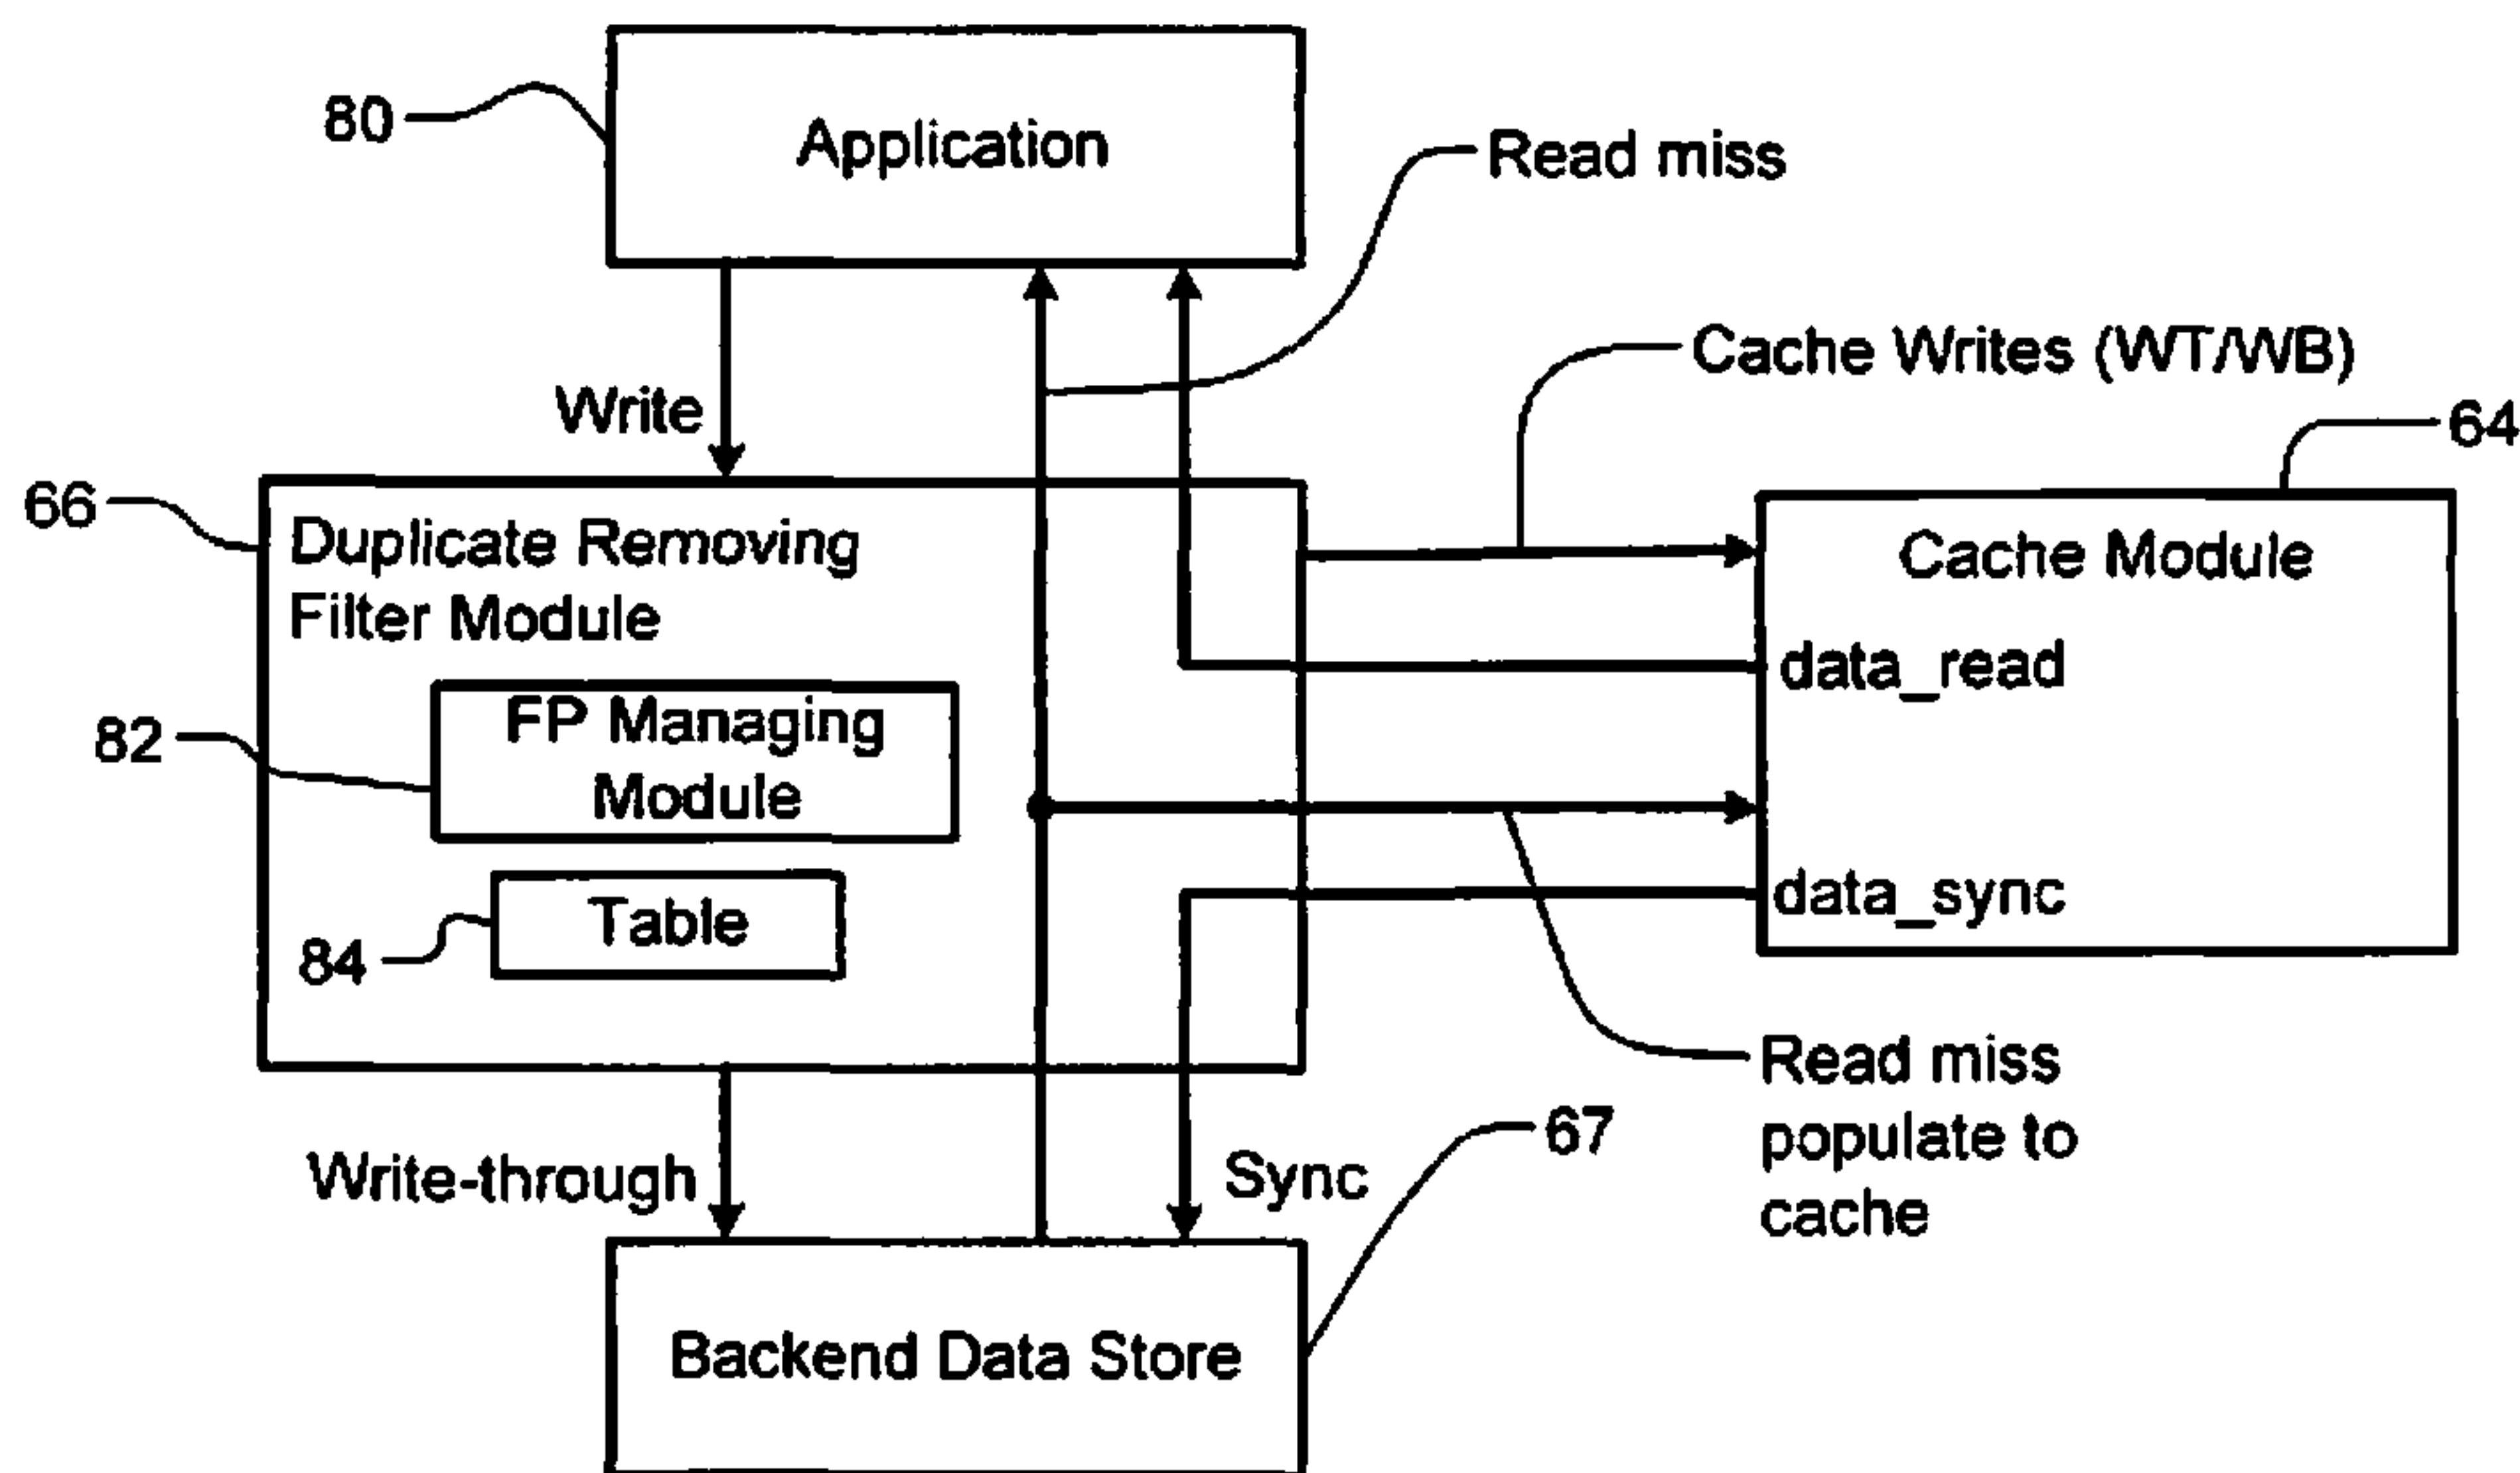 80
Application
Read miss
Write
Cache Writes (WT/WB)
64
66
Duplicate Removing
Filter Module
Cache Module
data_read
82
FP Managing
Module
84
Table
data_sync
Write-through
Sync
67
Read miss
populate to
cache
Backend Data Store